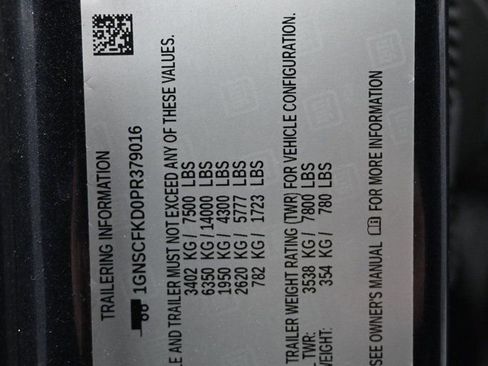 TRAILERING INFORMATION
1GNSCFKD0PR379016
LE AND TRAILER MUST NOT EXCEED ANY OF THESE VALUES.
3402 KG / 7500 LBS
6350 KG / 14000 LBS
1950 KG / 4300 LBS
2620 KG / 5777 LBS
782 KG / 1723 LBS
TRAILER WEIGHT RATING (TWR) FOR VEHICLE CONFIGURATION.
TWR: 3538 KG / 7800 LBS
WEIGHT: 354 KG / 780 LBS
SEE OWNER'S MANUAL FOR MORE INFORMATION